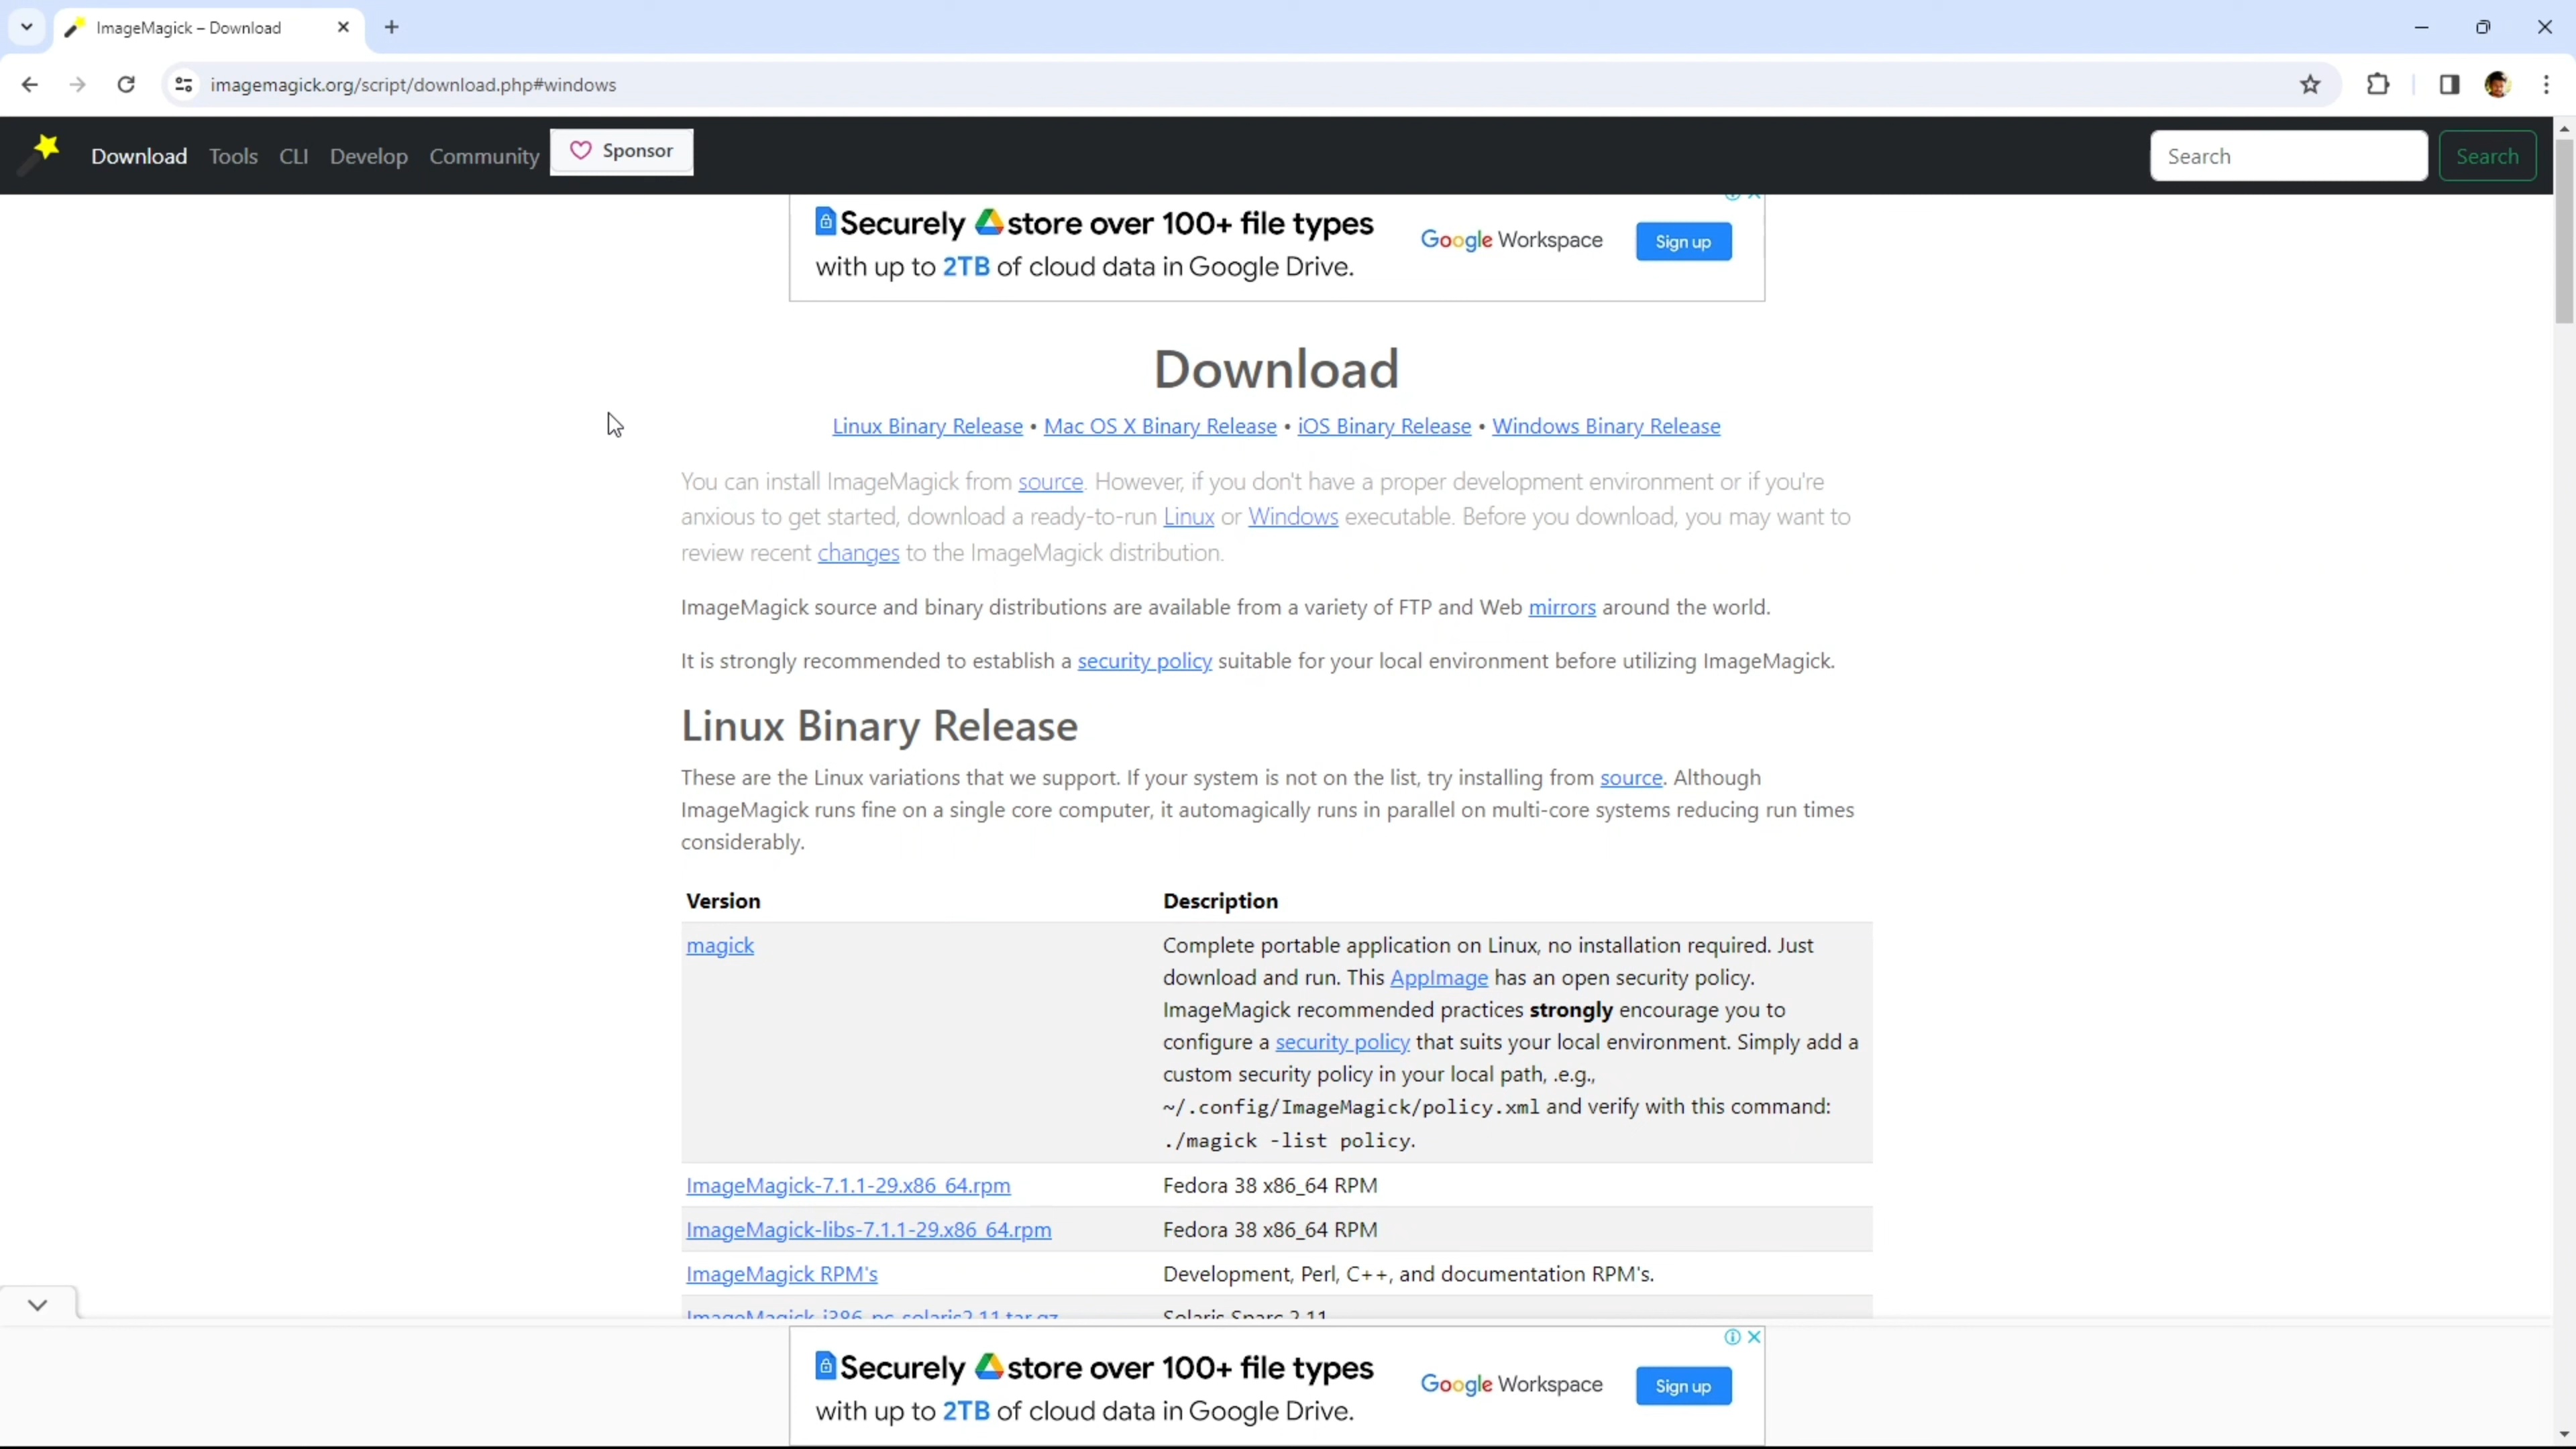 ImageMagick – Download
imagemagick.org/script/download.php#windows
Download Tools CLI Develop Community Sponsor Search Search
Securely store over 100+ file types
with up to 2TB of cloud data in Google Drive.
Google Workspace
Sign up
Download
Linux Binary Release • Mac OS X Binary Release • iOS Binary Release • Windows Binary Release
You can install ImageMagick from source. However, if you don't have a proper development environment or if you're
anxious to get started, download a ready-to-run Linux or Windows executable. Before you download, you may want to
review recent changes to the ImageMagick distribution.
ImageMagick source and binary distributions are available from a variety of FTP and Web mirrors around the world.
It is strongly recommended to establish a security policy suitable for your local environment before utilizing ImageMagick.
Linux Binary Release
These are the Linux variations that we support. If your system is not on the list, try installing from source. Although
ImageMagick runs fine on a single core computer, it automagically runs in parallel on multi-core systems reducing run times
considerably.
Version Description
magick Complete portable application on Linux, no installation required. Just
download and run. This AppImage has an open security policy.
ImageMagick recommended practices strongly encourage you to
configure a security policy that suits your local environment. Simply add a
custom security policy in your local path, .e.g.,
~/.config/ImageMagick/policy.xml and verify with this command:
./magick -list policy.
ImageMagick-7.1.1-29.x86_64.rpm Fedora 38 x86_64 RPM
ImageMagick-libs-7.1.1-29.x86_64.rpm Fedora 38 x86_64 RPM
ImageMagick RPM's Development, Perl, C++, and documentation RPM's.
ImageMagick-i386-pc-solaris2.11.tar.gz Solaris Sparc 2.11
Securely store over 100+ file types
with up to 2TB of cloud data in Google Drive.
Google Workspace
Sign up